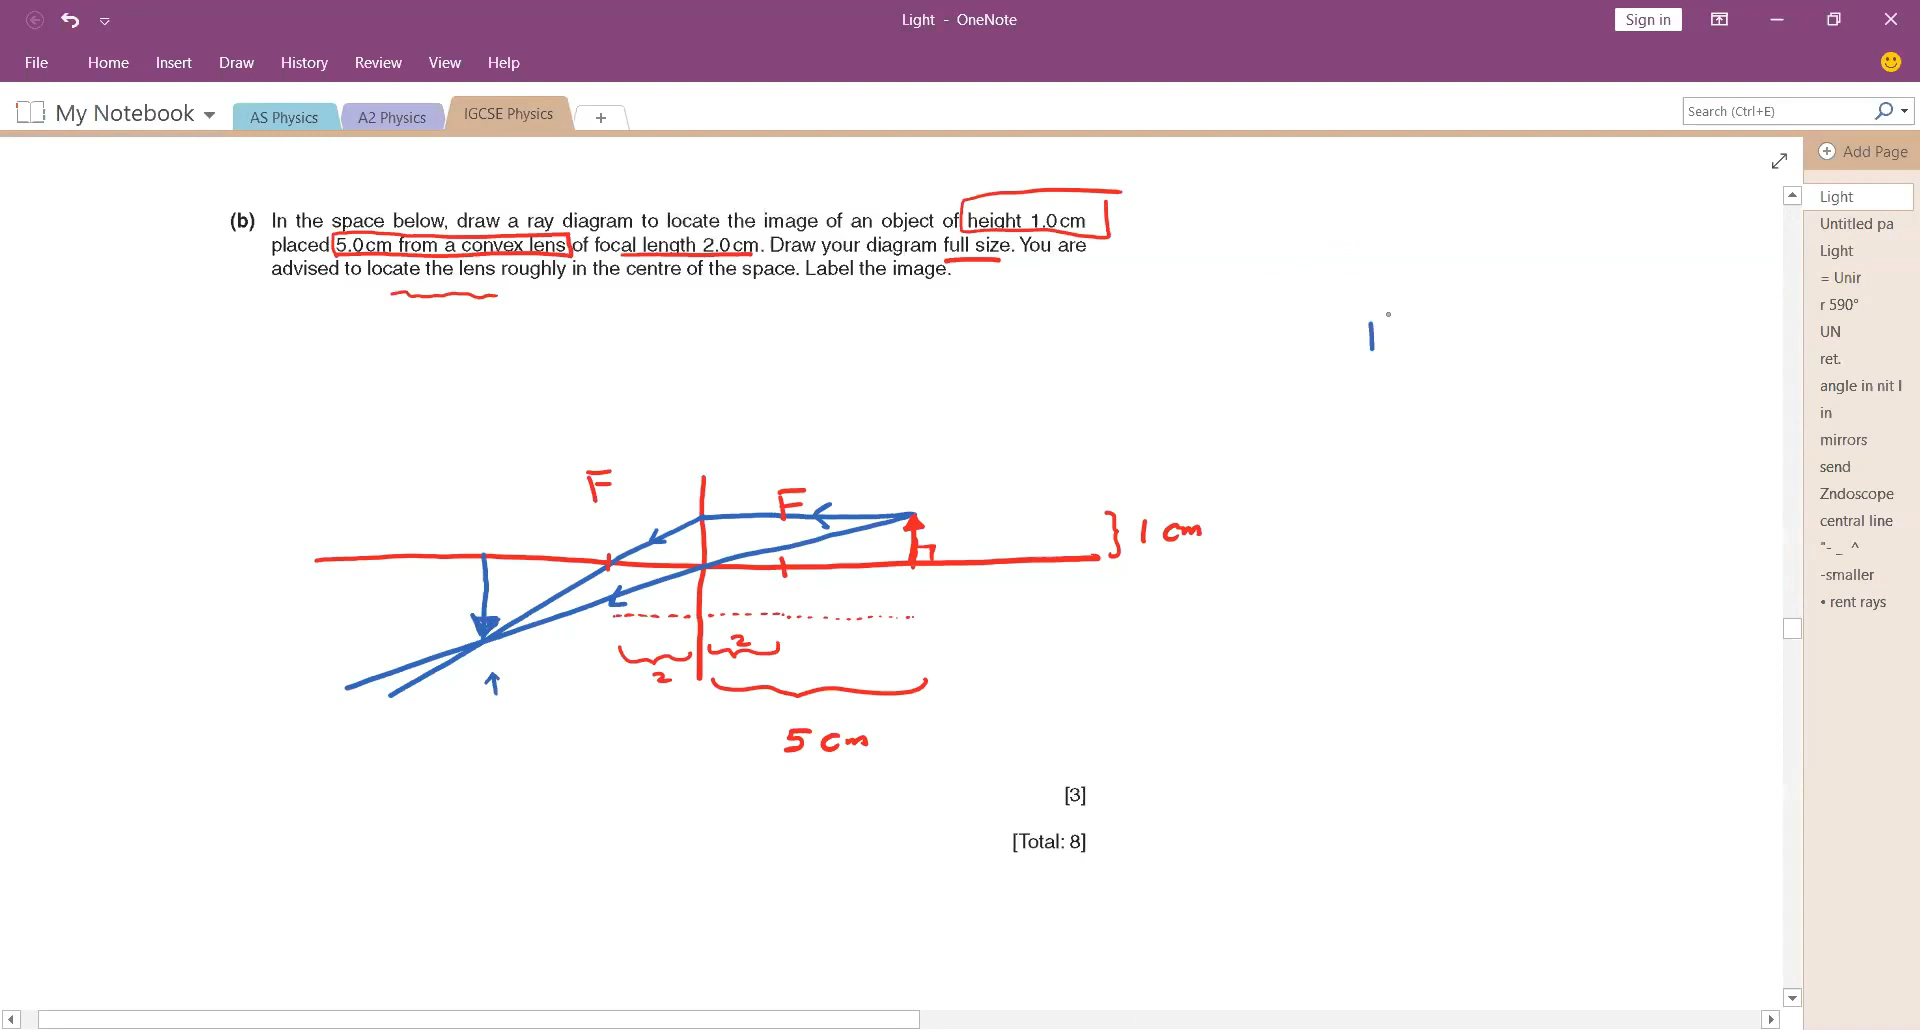 Light - OneNote
Sign in
File Home Insert Draw History Review View Help
My Notebook
AS Physics
A2 Physics
IGCSE Physics
+
Search (Ctrl+E)
Add Page
Light
Untitled pa
Light
= Unir
r 590°
UN
ret.
angle in nit l
in
mirrors
send
Zndoscope
central line
"- _ ^
-smaller
• rent rays
(b) In the space below, draw a ray diagram to locate the image of an object of height 1.0 cm
placed 5.0 cm from a convex lens of focal length 2.0 cm. Draw your diagram full size. You are
advised to locate the lens roughly in the centre of the space. Label the image.
F
F
} 1 cm
2
2
5 cm
[3]
[Total: 8]